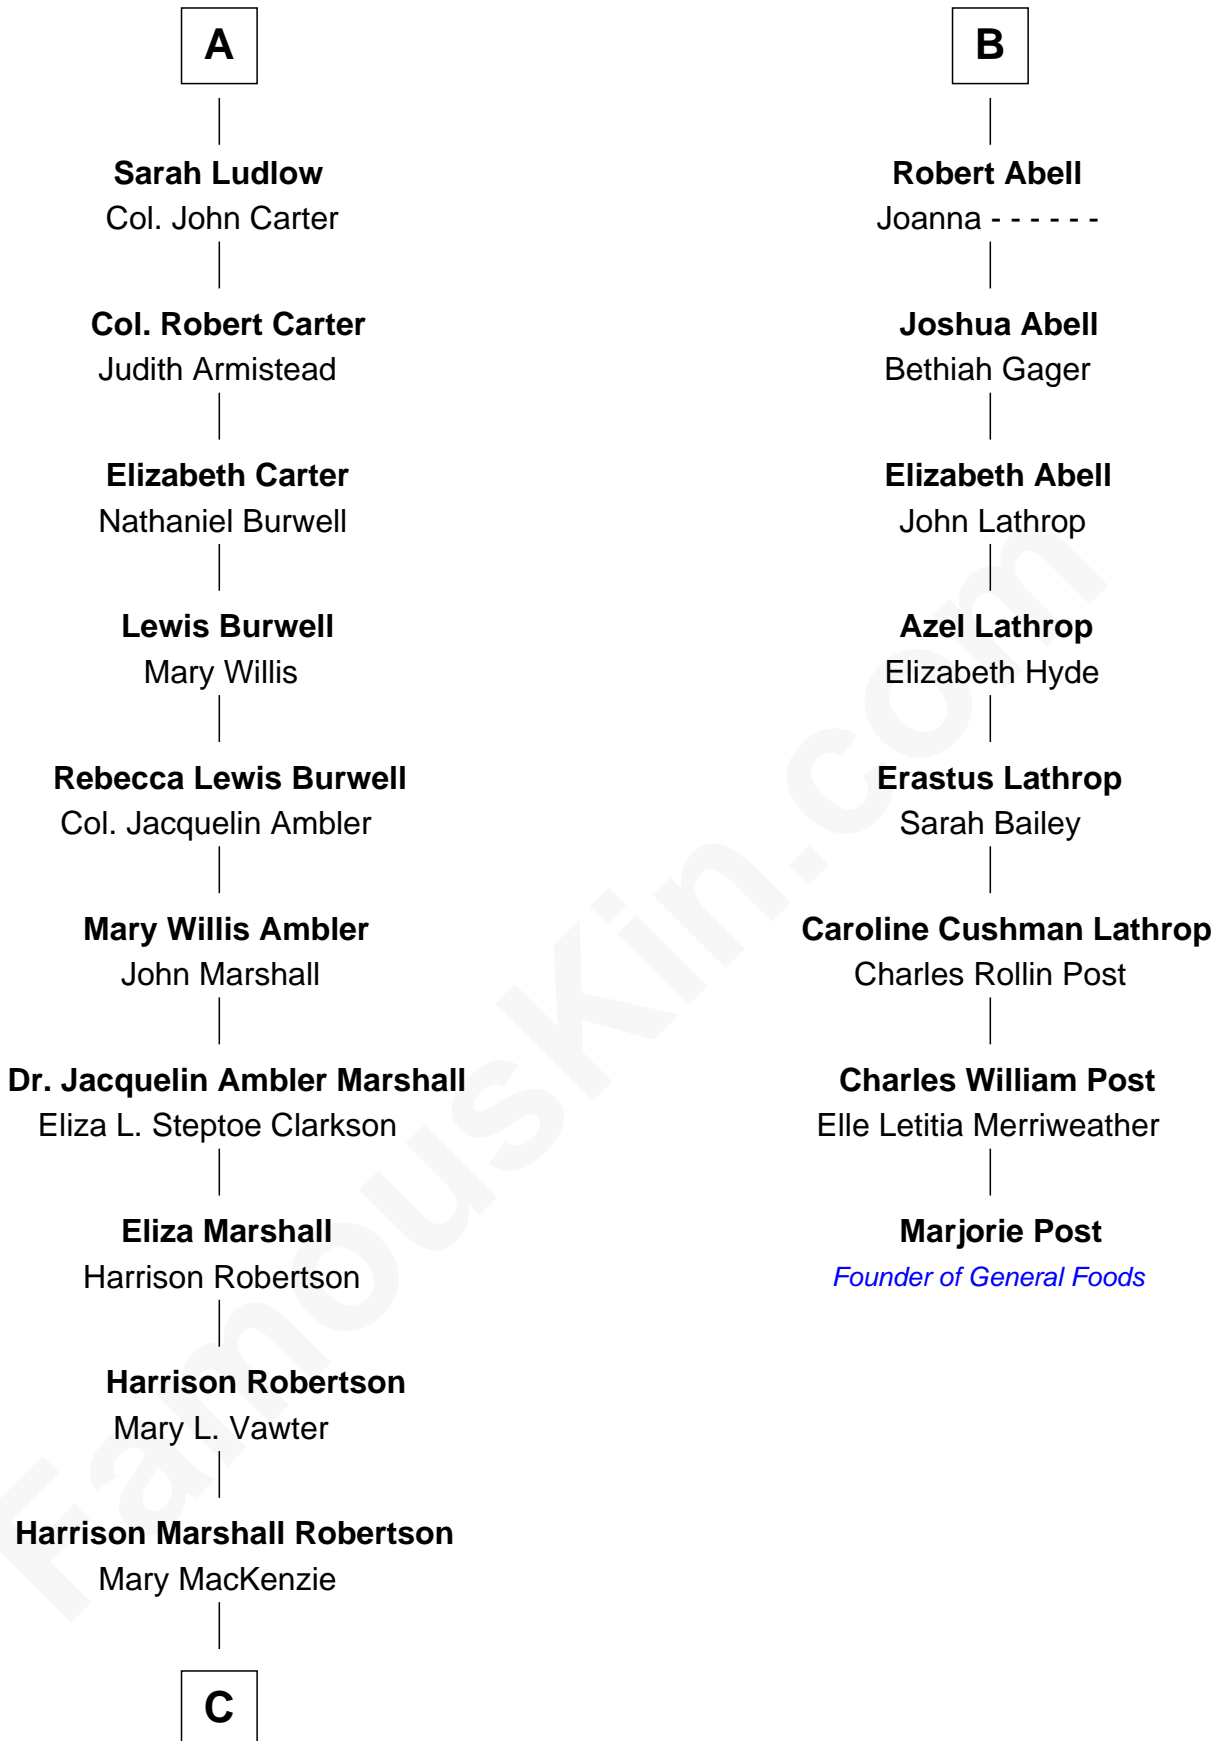 A
Sarah Ludlow
Col. John Carter
Col. Robert Carter
Judith Armistead
Elizabeth Carter
Nathaniel Burwell
Lewis Burwell
Mary Willis
Rebecca Lewis Burwell
Col. Jacquelin Ambler
Mary Willis Ambler
John Marshall
Dr. Jacquelin Ambler Marshall
Eliza L. Steptoe Clarkson
Eliza Marshall
Harrison Robertson
Harrison Robertson
Mary L. Vawter
Harrison Marshall Robertson
Mary MacKenzie
C
B
Robert Abell
Joanna - - - - - -
Joshua Abell
Bethiah Gager
Elizabeth Abell
John Lathrop
Azel Lathrop
Elizabeth Hyde
Erastus Lathrop
Sarah Bailey
Caroline Cushman Lathrop
Charles Rollin Post
Charles William Post
Elle Letitia Merriweather
Marjorie Post
Founder of General Foods
FamousKin.com